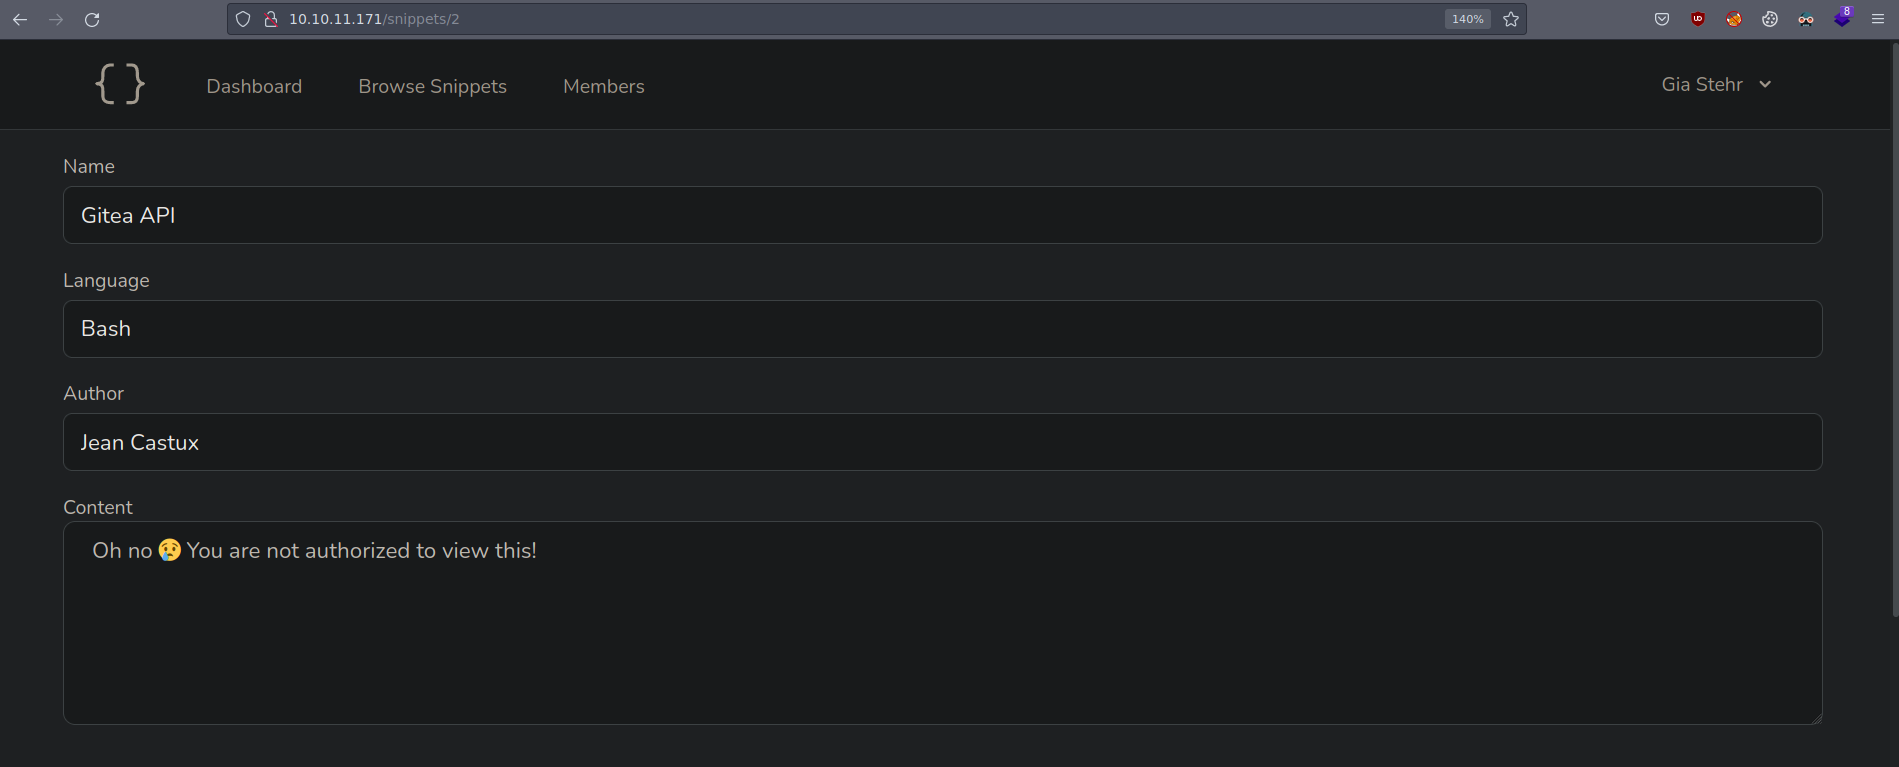 10.10.11.171/snippets/2
140%
8
{ }
Dashboard
Browse Snippets
Members
Gia Stehr
Name
Gitea API
Language
Bash
Author
Jean Castux
Content
Oh no 😢 You are not authorized to view this!